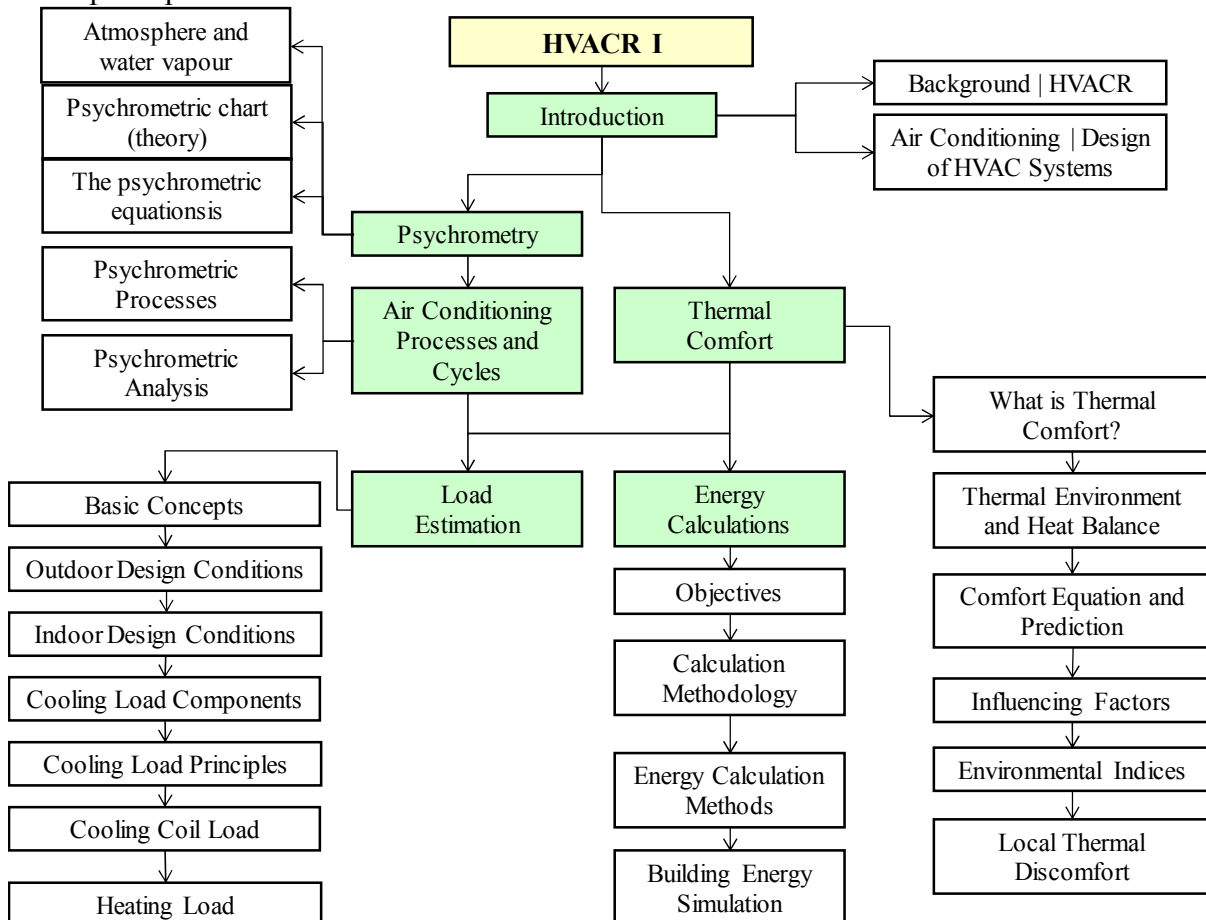 HVACR I
Introduction
Background | HVACR
Air Conditioning | Design
of HVAC Systems
Atmosphere and
water vapour
Psychrometric chart
(theory)
The psychrometric
equationsis
Psychrometry
Psychrometric
Processes
Psychrometric
Analysis
Air Conditioning
Processes and
Cycles
Thermal
Comfort
What is Thermal
Comfort?
Thermal Environment
and Heat Balance
Comfort Equation and
Prediction
Influencing Factors
Environmental Indices
Local Thermal
Discomfort
Load
Estimation
Basic Concepts
Outdoor Design Conditions
Indoor Design Conditions
Cooling Load Components
Cooling Load Principles
Cooling Coil Load
Heating Load
Energy
Calculations
Objectives
Calculation
Methodology
Energy Calculation
Methods
Building Energy
Simulation